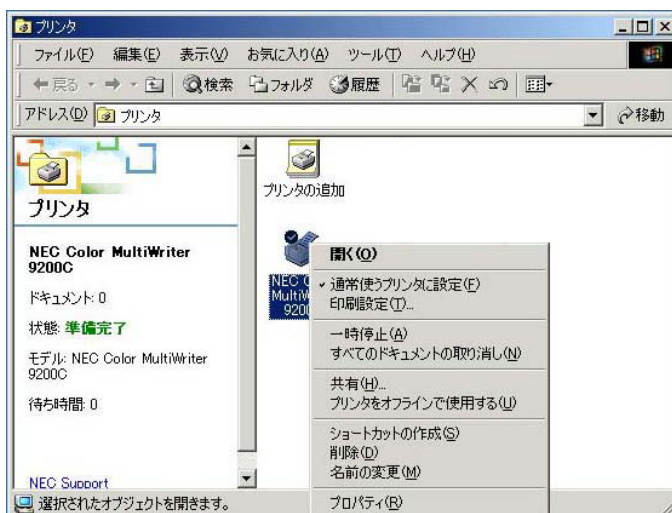 プリンタ
ファイル(F) 編集(E) 表示(V) お気に入り(A) ツール(T) ヘルプ(H)
戻る 検索 フォルダ 履歴
アドレス(D) プリンタ 移動
プリンタ
NEC Color MultiWriter
9200C
ドキュメント: 0
状態: 準備完了
モデル: NEC Color MultiWriter
9200C
待ち時間: 0
NEC Support
プリンタの追加
NEC C
MultiW
920
開く(O)
通常使うプリンタに設定(F)
印刷設定(T)...
一時停止(A)
すべてのドキュメントの取り消し(N)
共有(H)...
プリンタをオフラインで使用する(U)
ショートカットの作成(S)
削除(D)
名前の変更(M)
プロパティ(R)
選択されたオブジェクトを開きます。